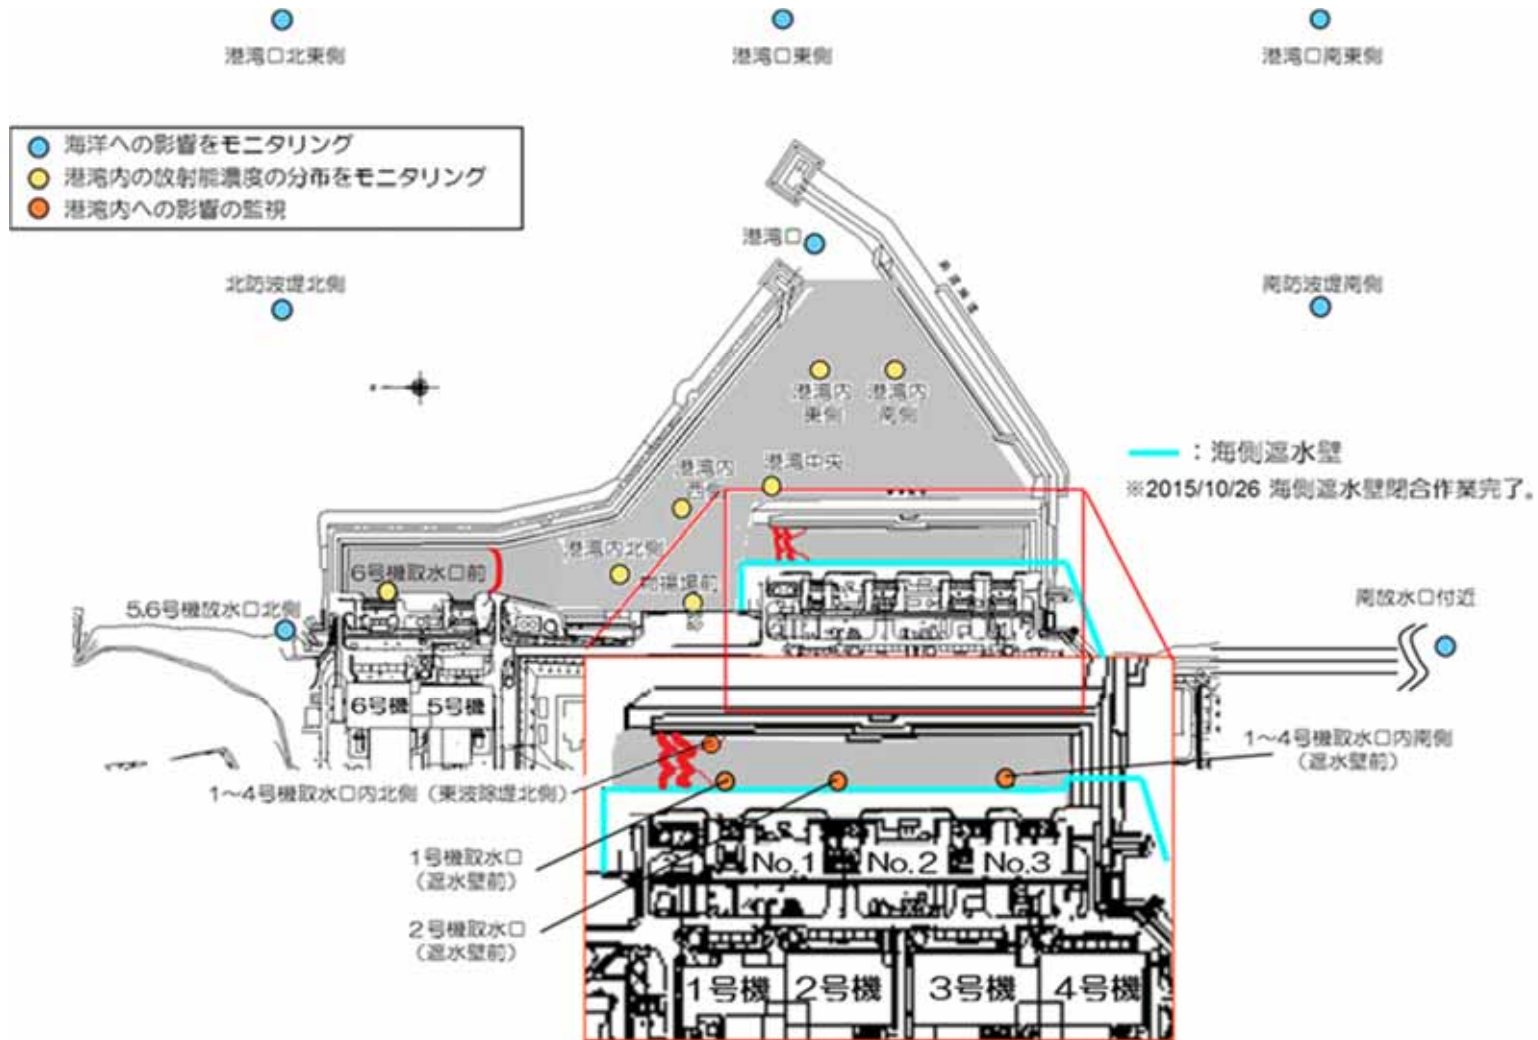 港湾口北東側
港湾口東側
港湾口南東側
海洋への影響をモニタリング
港湾内の放射能濃度の分布をモニタリング
港湾内への影響の監視
港湾口
北防波堤北側
南防波堤南側
港湾内
東側
港湾内
南側
：海側遮水壁
※2015/10/26 海側遮水壁閉合作業完了。
港湾中央
港湾内
西側
港湾内北側
物揚場前
6号機取水口前
5,6号機放水口北側
南放水口付近
6号機
5号機
1～4号機取水口内南側
（遮水壁前）
1～4号機取水口内北側（東波除堤北側）
1号機取水口
（遮水壁前）
2号機取水口
（遮水壁前）
No.1
No.2
No.3
1号機
2号機
3号機
4号機